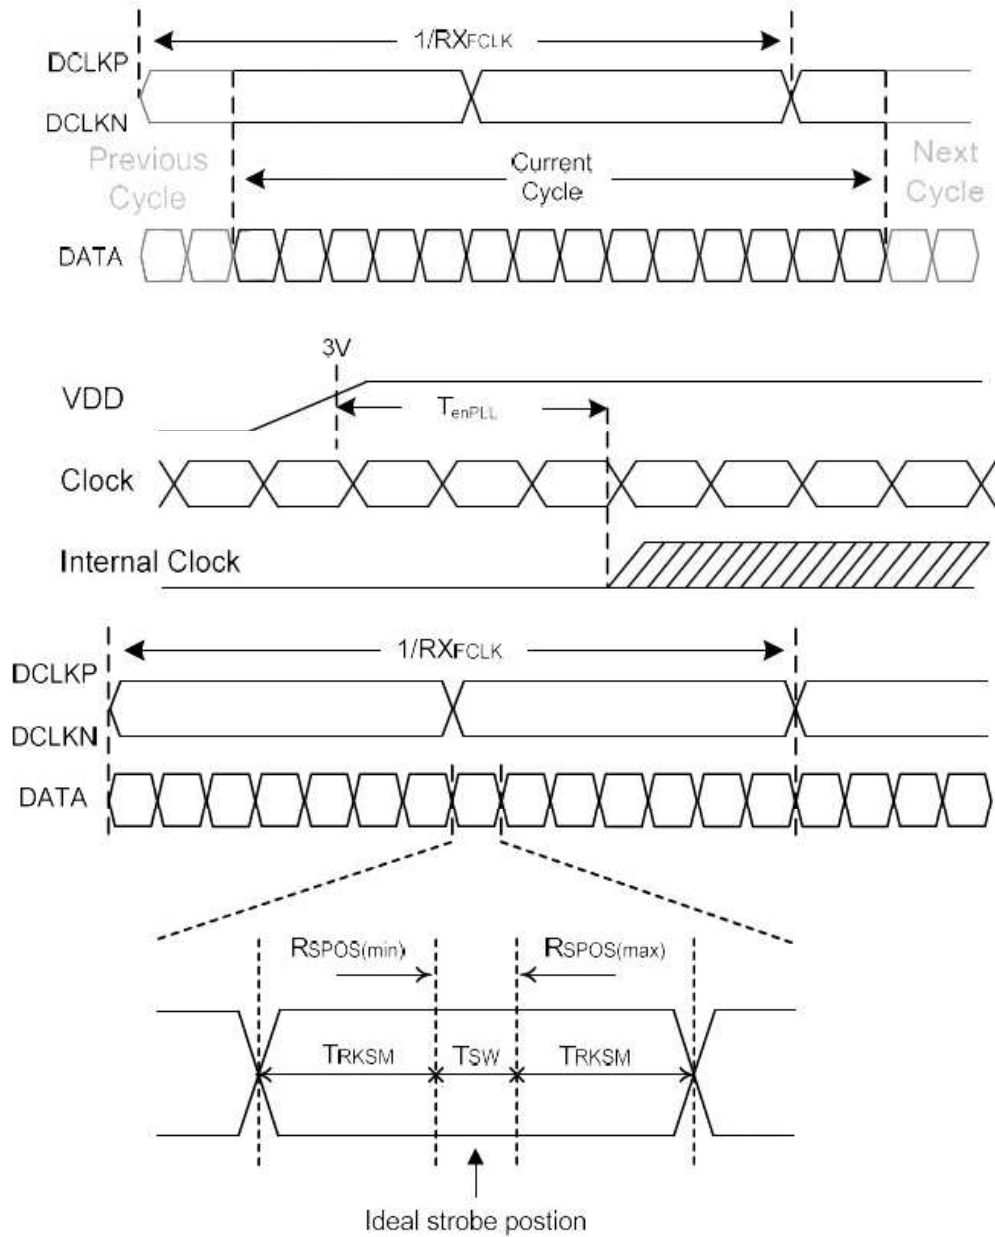 1/RXFCLK
DCLKP
DCLKN
Previous
Cycle
Current
Cycle
Next
Cycle
DATA
3V
VDD
TenPLL
Clock
Internal Clock
1/RXFCLK
DCLKP
DCLKN
DATA
RSPOS(min)
RSPOS(max)
TRKSM
TSW
TRKSM
Ideal strobe postion